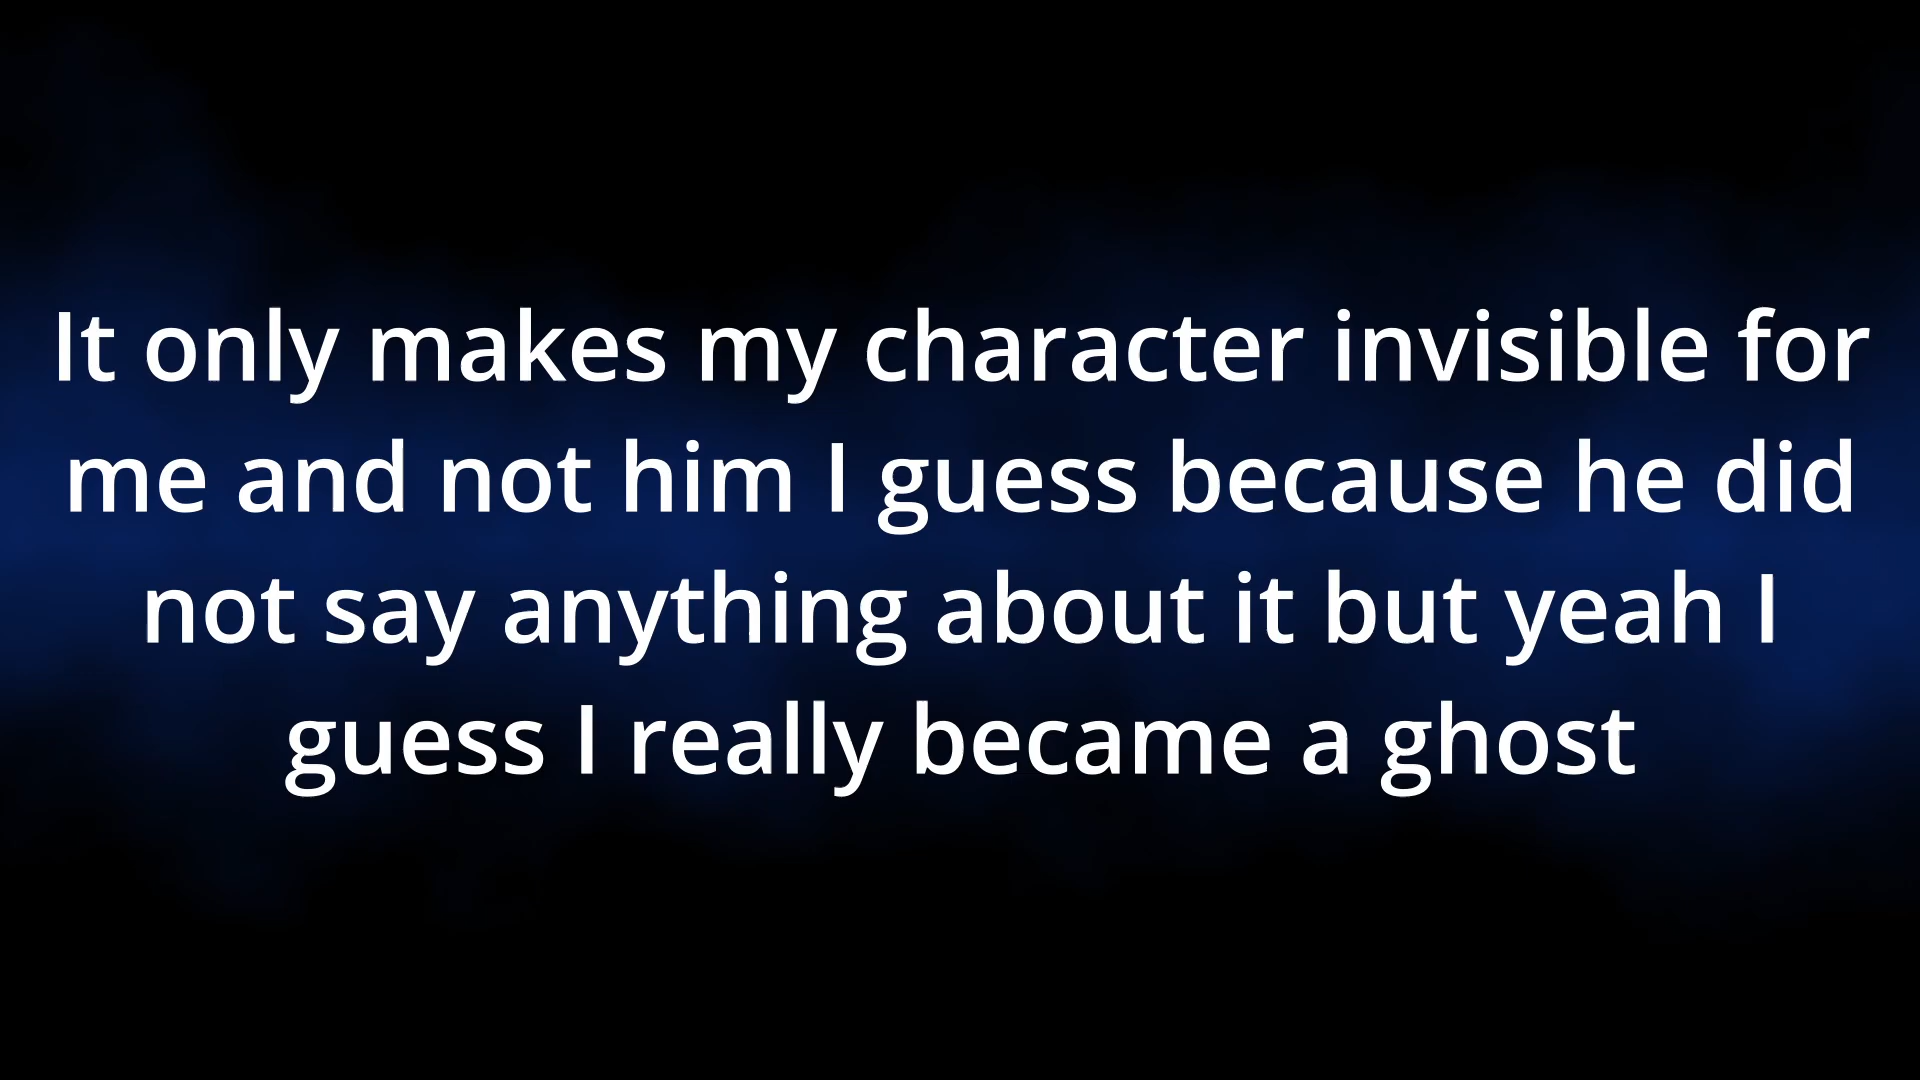 It only makes my character invisible for
me and not him I guess because he did
not say anything about it but yeah I
guess I really became a ghost